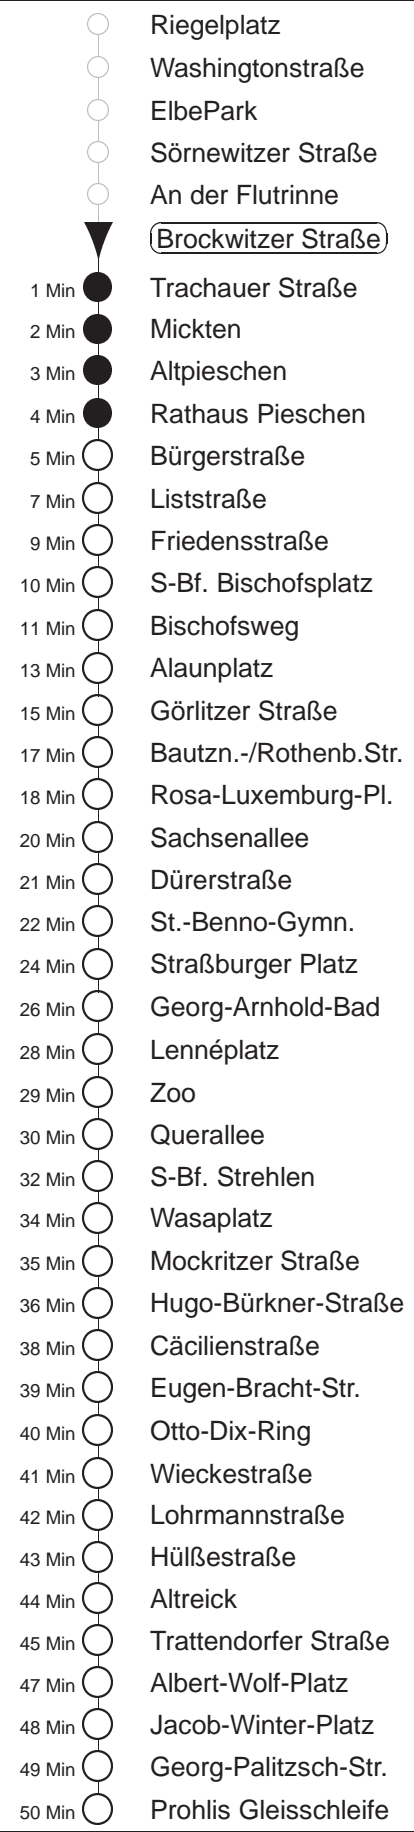 Riegelplatz
Washingtonstraße
ElbePark
Sörnewitzer Straße
An der Flutrinne
Brockwitzer Straße
1 Min Trachauer Straße
2 Min Mickten
3 Min Altpieschen
4 Min Rathaus Pieschen
5 Min Bürgerstraße
7 Min Liststraße
9 Min Friedensstraße
10 Min S-Bf. Bischofsplatz
11 Min Bischofsweg
13 Min Alaunplatz
15 Min Görlitzer Straße
17 Min Bautzn.-/Rothenb.Str.
18 Min Rosa-Luxemburg-Pl.
20 Min Sachsenallee
21 Min Dürerstraße
22 Min St.-Benno-Gymn.
24 Min Straßburger Platz
26 Min Georg-Arnhold-Bad
28 Min Lennéplatz
29 Min Zoo
30 Min Querallee
32 Min S-Bf. Strehlen
34 Min Wasaplatz
35 Min Mockritzer Straße
36 Min Hugo-Bürkner-Straße
38 Min Cäcilienstraße
39 Min Eugen-Bracht-Str.
40 Min Otto-Dix-Ring
41 Min Wieckestraße
42 Min Lohrmannstraße
43 Min Hülßestraße
44 Min Altreick
45 Min Trattendorfer Straße
47 Min Albert-Wolf-Platz
48 Min Jacob-Winter-Platz
49 Min Georg-Palitzsch-Str.
50 Min Prohlis Gleisschleife